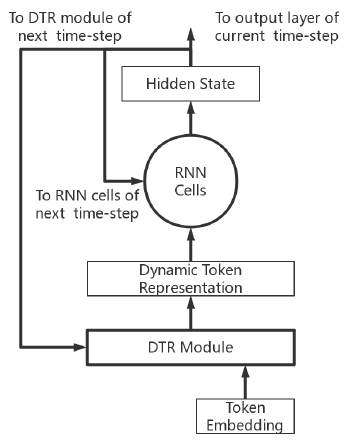 To DTR module of
next time-step
To output layer of
current time-step
Hidden State
RNN
Cells
To RNN cells of
next time-step
Dynamic Token
Representation
DTR Module
Token
Embedding